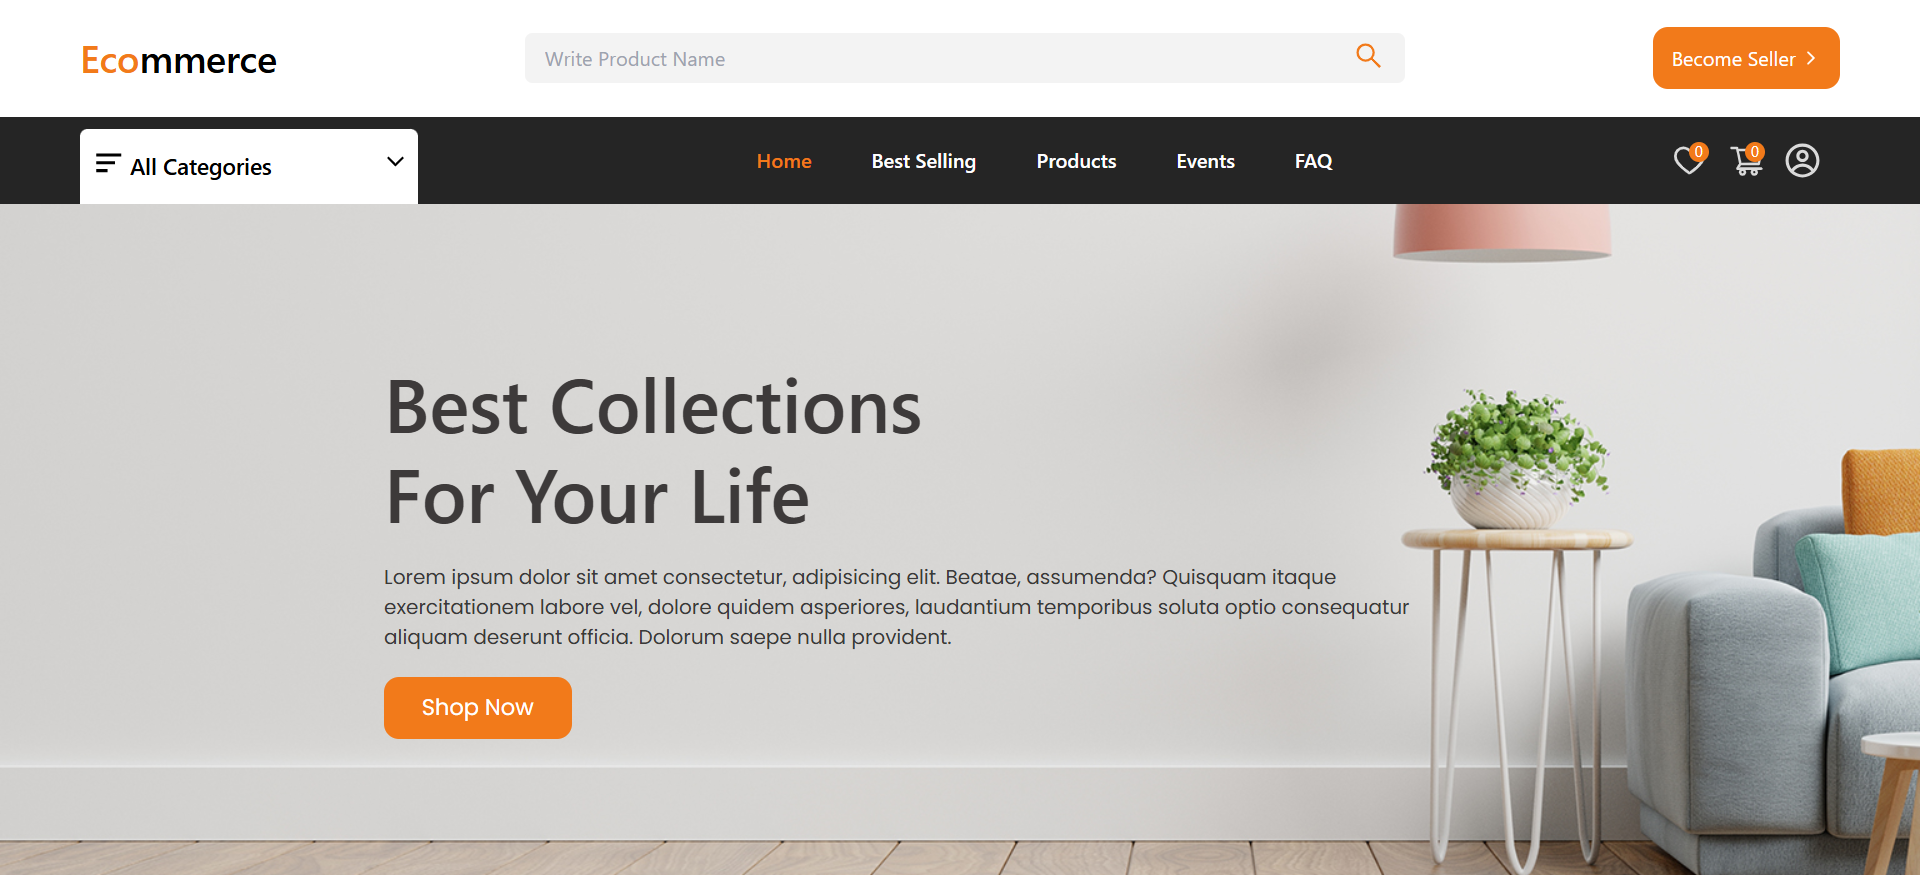 Ecommerce
Write Product Name
Become Seller
All Categories
Home
Best Selling
Products
Events
FAQ
0
0
Best Collections
For Your Life
Lorem ipsum dolor sit amet consectetur, adipisicing elit. Beatae, assumenda? Quisquam itaque
exercitationem labore vel, dolore quidem asperiores, laudantium temporibus soluta optio consequatur
aliquam deserunt officia. Dolorum saepe nulla provident.
Shop Now